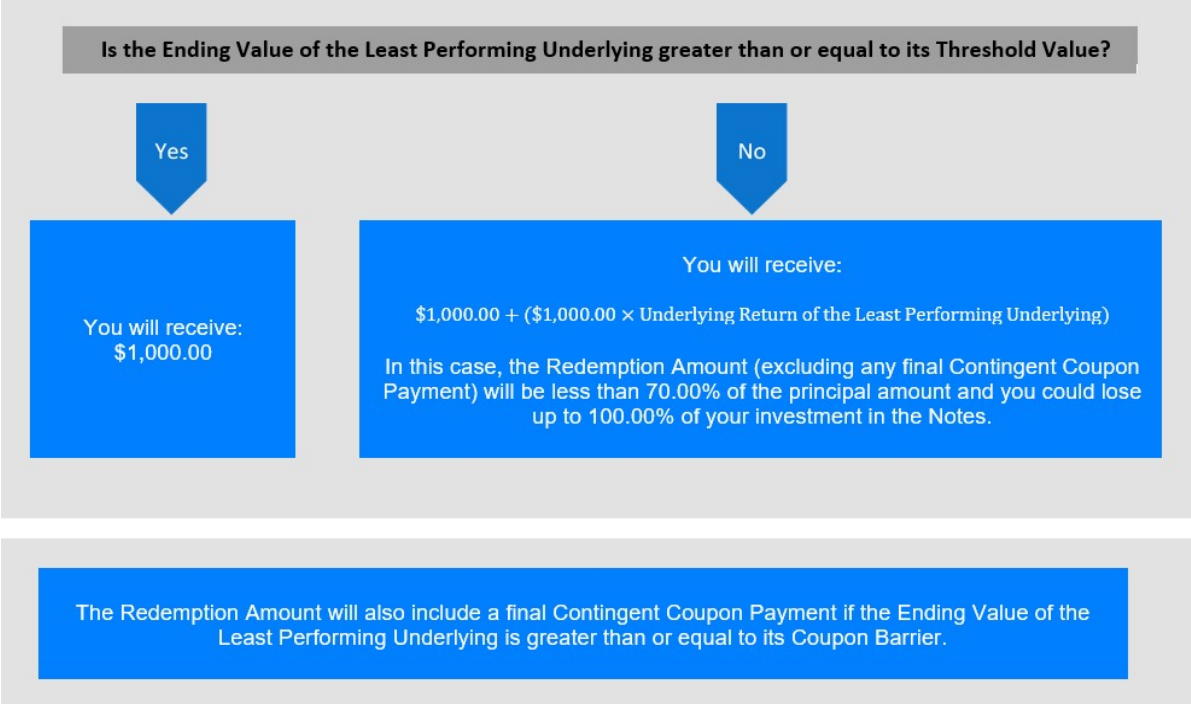 Is the Ending Value of the Least Performing Underlying greater than or equal to its Threshold Value?
Yes
No
You will receive:
$1,000.00
You will receive:
$1,000.00 + ($1,000.00 × Underlying Return of the Least Performing Underlying)
In this case, the Redemption Amount (excluding any final Contingent Coupon
Payment) will be less than 70.00% of the principal amount and you could lose
up to 100.00% of your investment in the Notes.
The Redemption Amount will also include a final Contingent Coupon Payment if the Ending Value of the
Least Performing Underlying is greater than or equal to its Coupon Barrier.